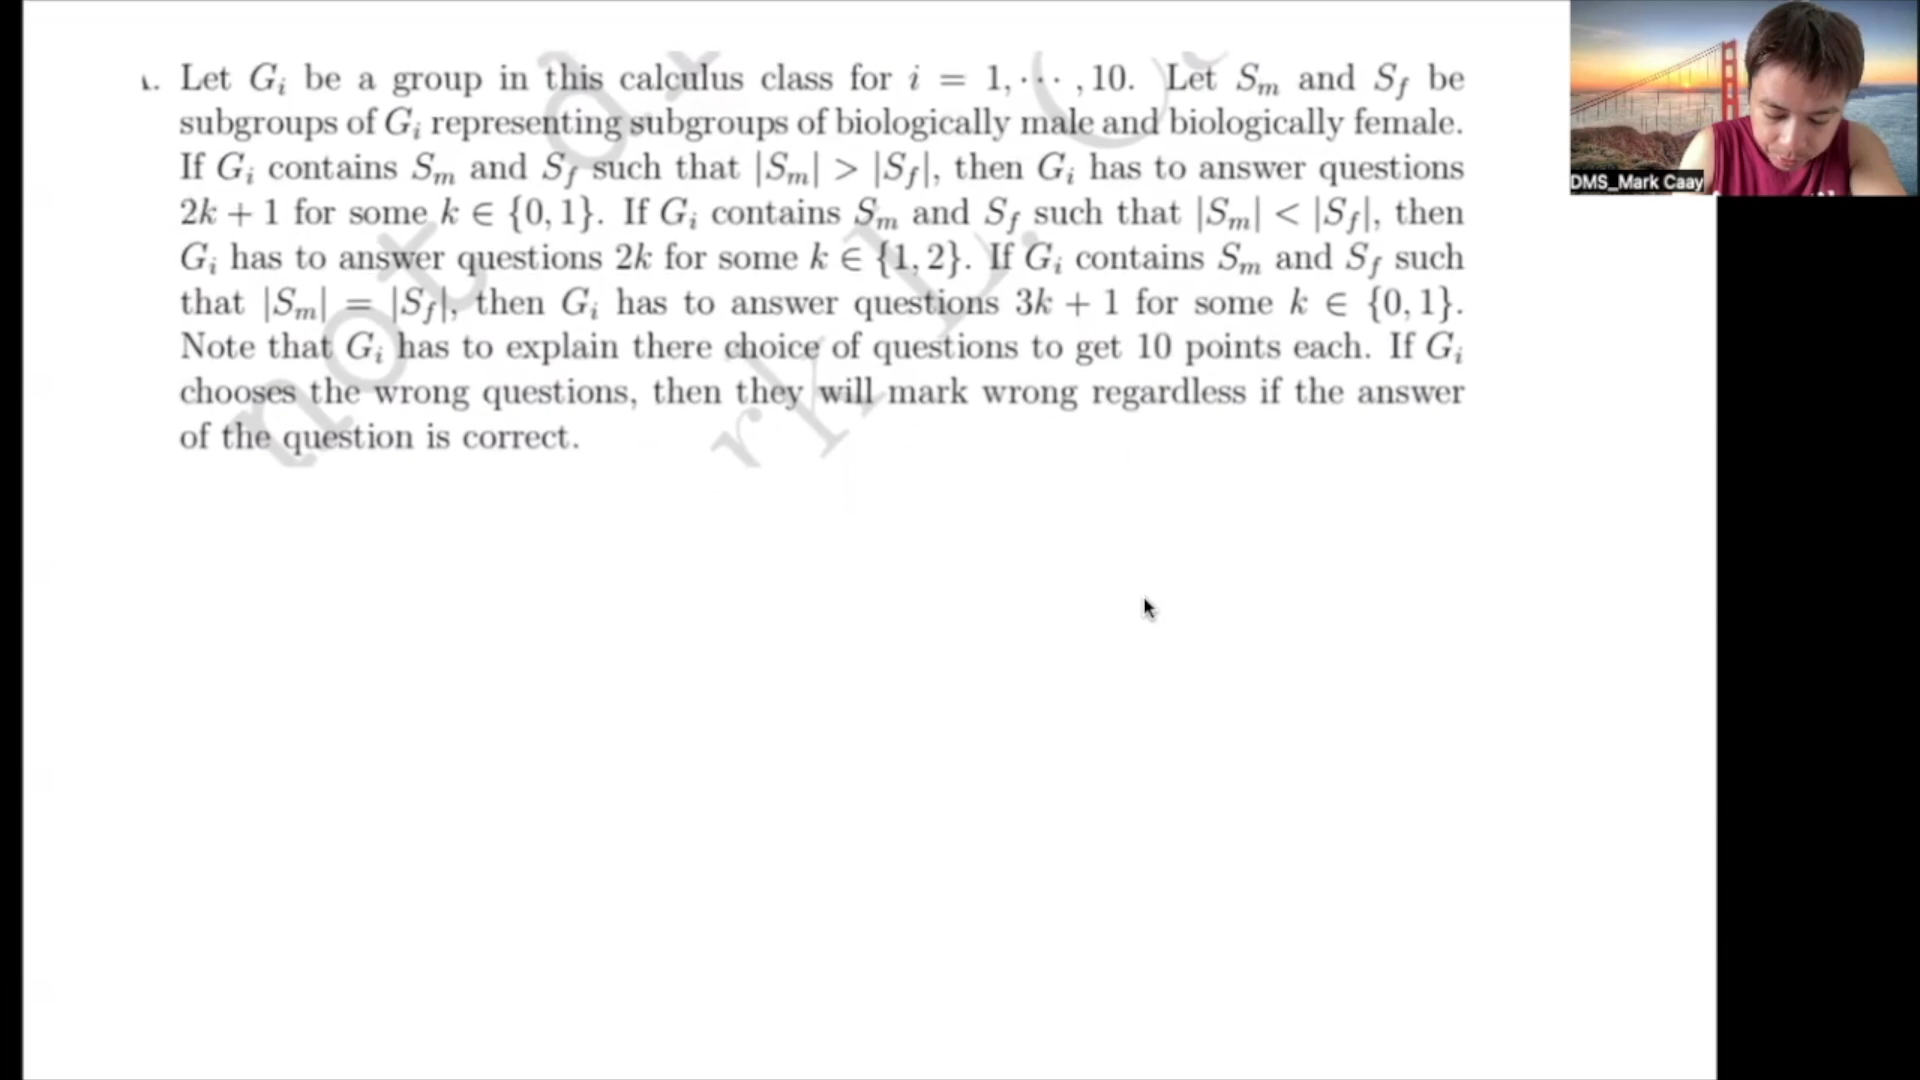 1. Let G_i be a group in this calculus class for i = 1, ⋯ , 10. Let S_m and S_f be
subgroups of G_i representing subgroups of biologically male and biologically female.
If G_i contains S_m and S_f such that |S_m| > |S_f|, then G_i has to answer questions
2k + 1 for some k ∈ {0, 1}. If G_i contains S_m and S_f such that |S_m| < |S_f|, then
G_i has to answer questions 2k for some k ∈ {1, 2}. If G_i contains S_m and S_f such
that |S_m| = |S_f|, then G_i has to answer questions 3k + 1 for some k ∈ {0, 1}.
Note that G_i has to explain there choice of questions to get 10 points each. If G_i
chooses the wrong questions, then they will mark wrong regardless if the answer
of the question is correct.
DMS_Mark Caay
not